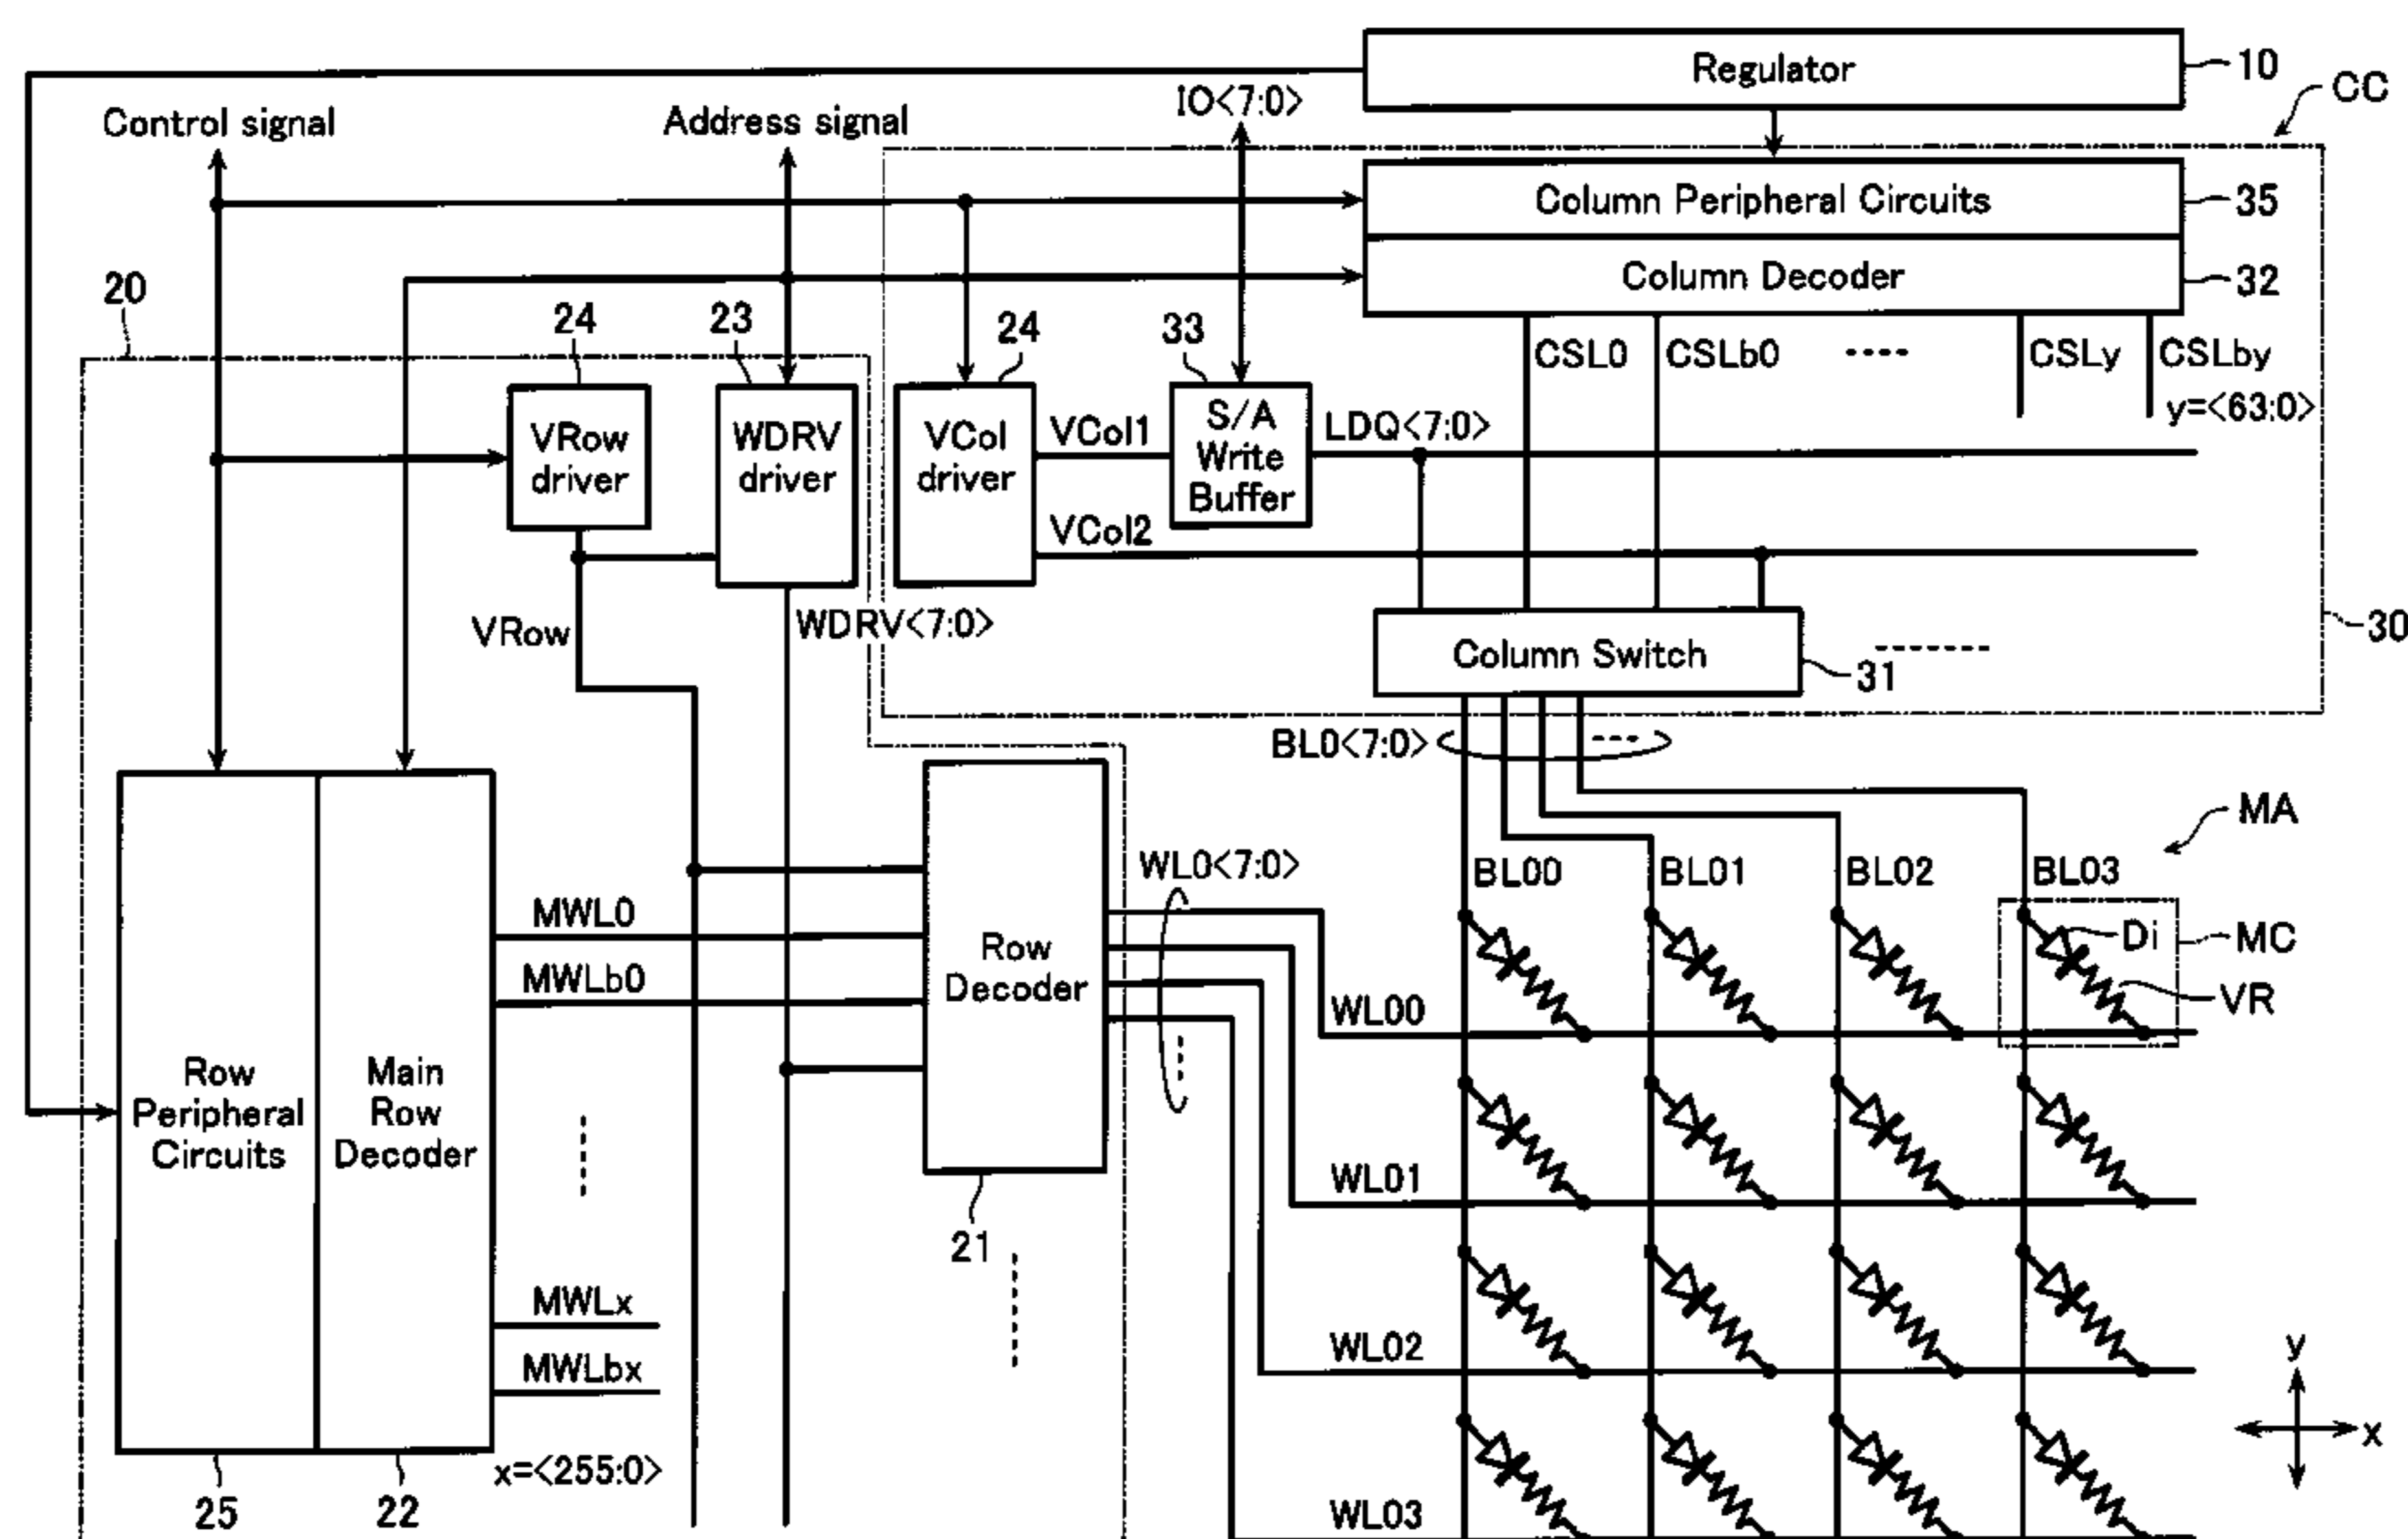 Regulator
10
CC
Control signal
Address signal
IO<7:0>
Column Peripheral Circuits
35
Column Decoder
32
20
24
23
24
33
CSL0
CSLb0
CSLy
CSLby
y=<63:0>
VRow
driver
WDRV
driver
VCol
driver
VCol1
S/A
Write
Buffer
LDQ<7:0>
VCol2
VRow
WDRV<7:0>
Column Switch
31
30
BL0<7:0>
MA
WL0<7:0>
BL00
BL01
BL02
BL03
MWL0
MWLb0
Row
Decoder
Di
MC
VR
WL00
Row
Peripheral
Circuits
Main
Row
Decoder
WL01
21
MWLx
MWLbx
WL02
y
x
x=<255:0>
25
22
WL03